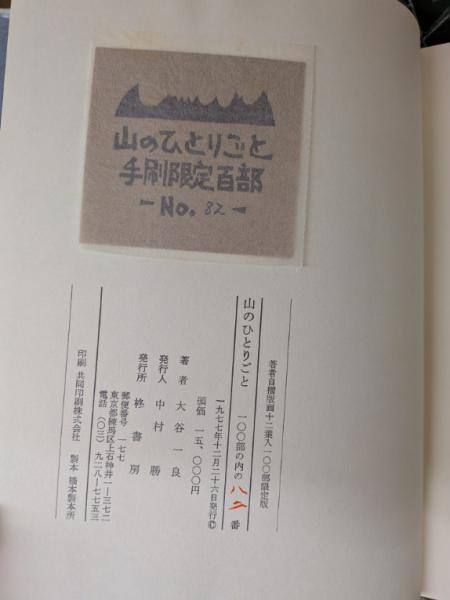 山のひとりごと
手刷限定百部
No. 82
著者自摺版画十二葉入一〇〇部限定版
山のひとりごと 一〇〇部の内の八二番
一九七七年十二月二十六日発行©
頒価 一五、〇〇〇円
著者 大谷一良
発行人 中村勝
発行所 柊書房
郵便番号 一七七
東京都練馬区上石神井一ー三七二
電話(〇三)九二八ー七七五三
印刷 共同印刷株式会社 製本 橋本製本所